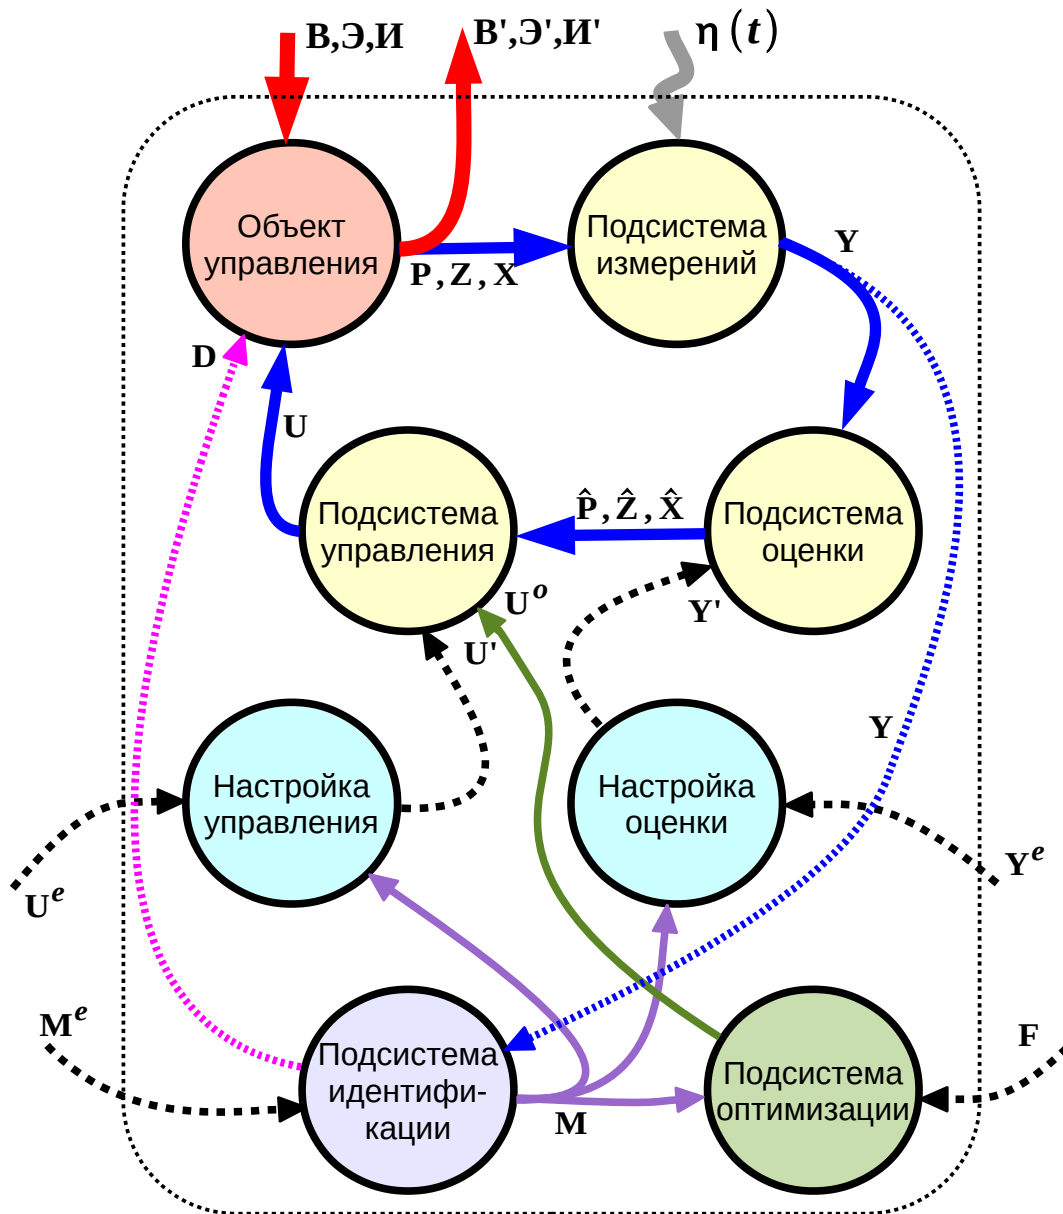 В,Э,И
В',Э',И'
η(t)
Объект
управления
P, Z, X
Подсистема
измерений
Y
D
U
Подсистема
управления
P̂, Ẑ, X̂
Подсистема
оценки
U^o
U'
Y'
Настройка
управления
Настройка
оценки
Y
U^e
Y^e
M^e
F
Подсистема
идентифи-
кации
M
Подсистема
оптимизации